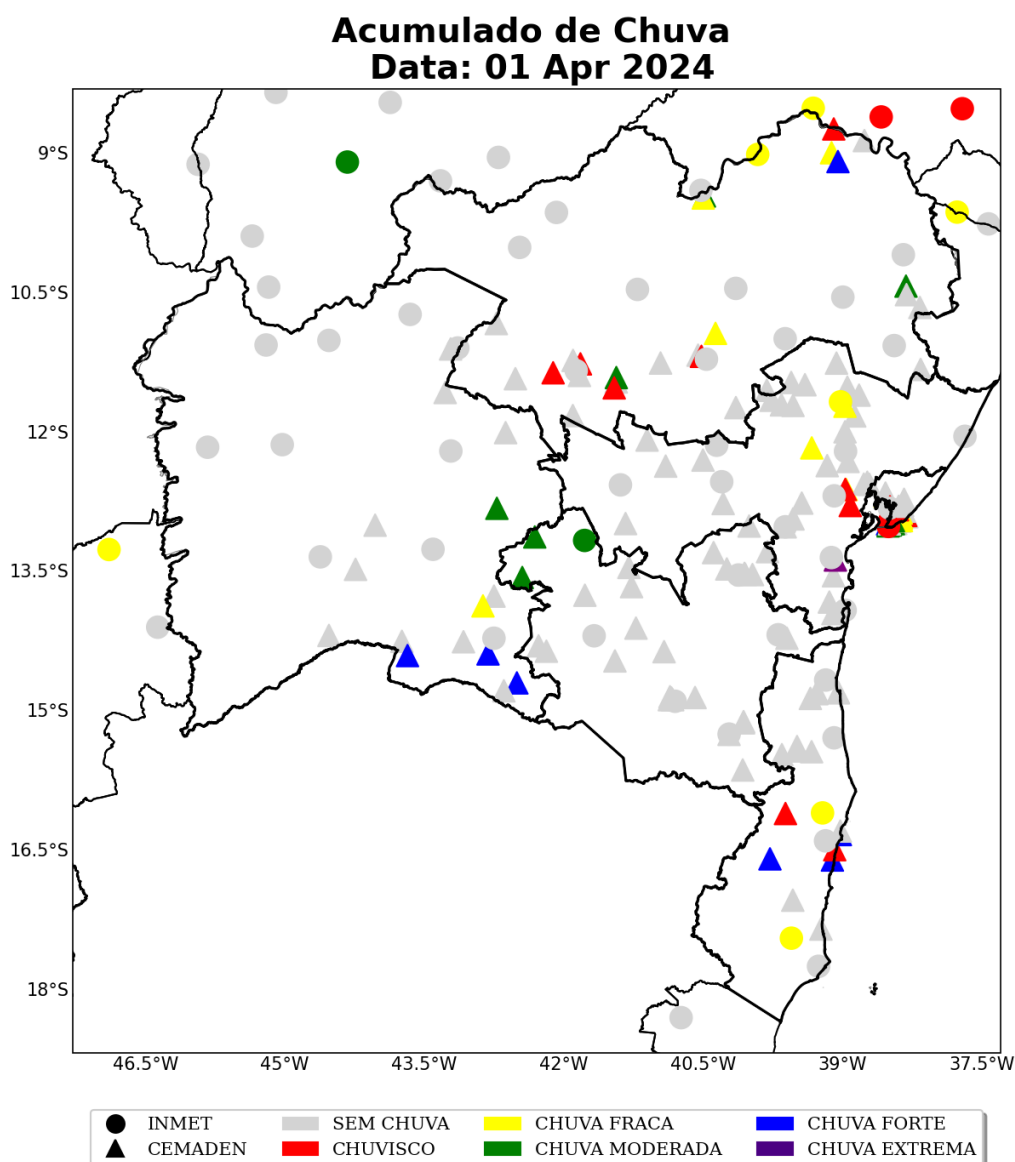 Acumulado de Chuva
Data: 01 Apr 2024
9°S
10.5°S
12°S
13.5°S
15°S
16.5°S
18°S
46.5°W 45°W 43.5°W 42°W 40.5°W 39°W 37.5°W
INMET SEM CHUVA CHUVA FRACA CHUVA FORTE
CEMADEN CHUVISCO CHUVA MODERADA CHUVA EXTREMA